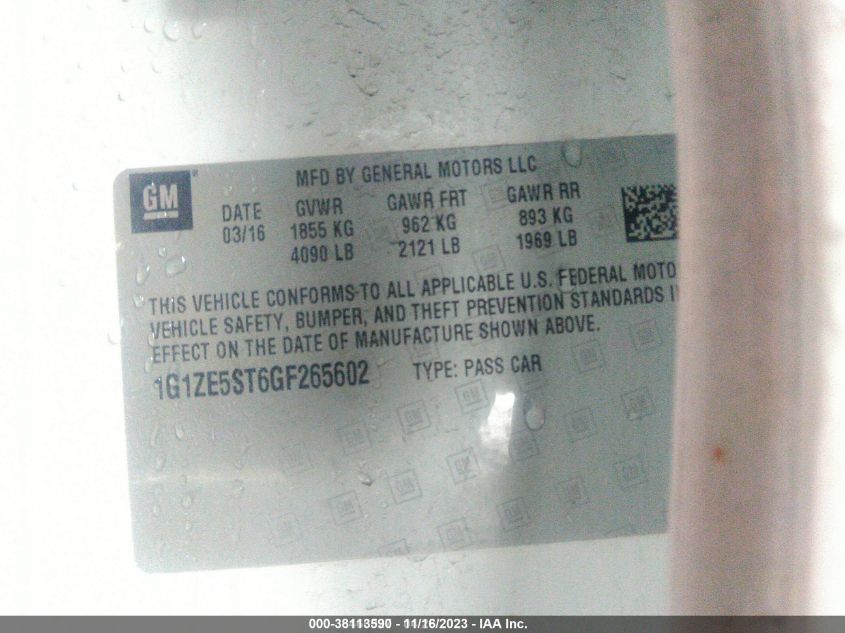 MFD BY GENERAL MOTORS LLC
GM
DATE GVWR GAWR FRT GAWR RR
03/16 1855 KG 962 KG 893 KG
4090 LB 2121 LB 1969 LB
THIS VEHICLE CONFORMS TO ALL APPLICABLE U.S. FEDERAL MOTO
VEHICLE SAFETY, BUMPER, AND THEFT PREVENTION STANDARDS I
EFFECT ON THE DATE OF MANUFACTURE SHOWN ABOVE.
1G1ZE5ST6GF265602 TYPE: PASS CAR
000-38113590 - 11/16/2023 - IAA Inc.